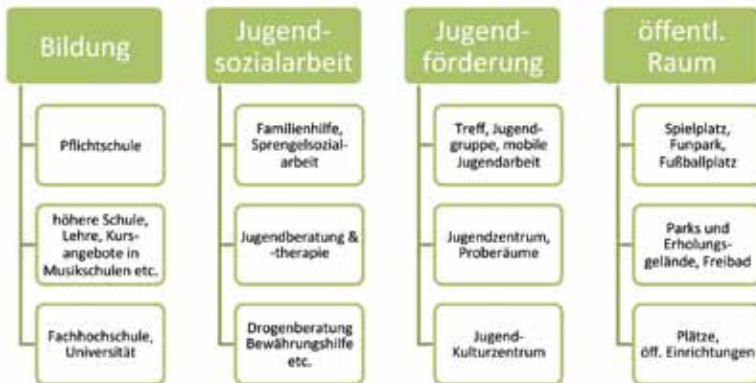 Bildung
Pflichtschule
höhere Schule,
Lehre, Kurs-
angebote in
Musikschulen etc.
Fachhochschule,
Universität
Jugend-
sozialarbeit
Familienhilfe,
Sprengelsozial-
arbeit
Jugendberatung &
-therapie
Drogenberatung
Bewährungshilfe
etc.
Jugend-
förderung
Treff, Jugend-
gruppe, mobile
Jugendarbeit
Jugendzentrum,
Proberäume
Jugend-
Kulturzentrum
öffentl.
Raum
Spielplatz,
Funpark,
Fußballplatz
Parks und
Erholungs-
gelände, Freibad
Plätze,
öff. Einrichtungen